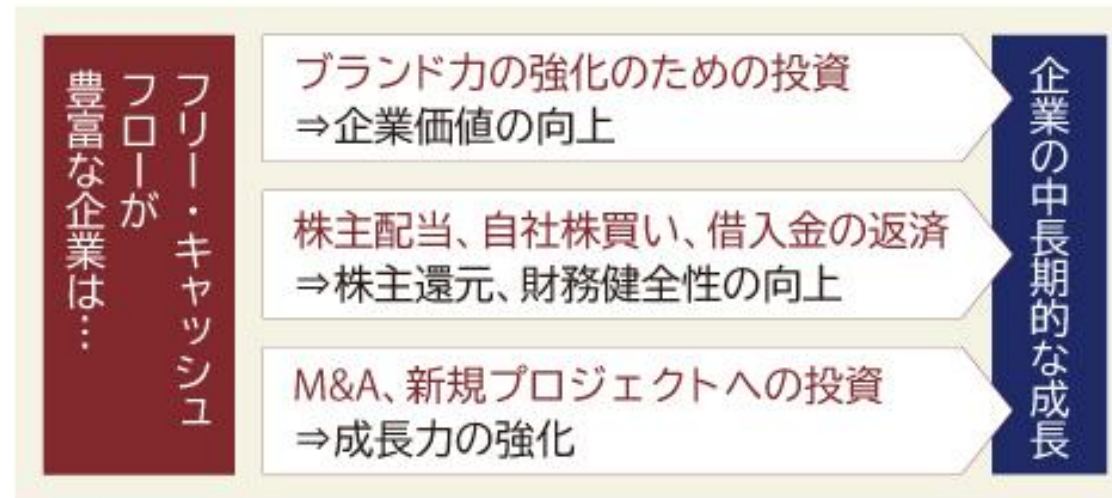 フリー・キャッシュ
フローが
豊富な企業は…
ブランド力の強化のための投資
⇒企業価値の向上
株主配当、自社株買い、借入金の返済
⇒株主還元、財務健全性の向上
M&A、新規プロジェクトへの投資
⇒成長力の強化
企業の中長期的な成長